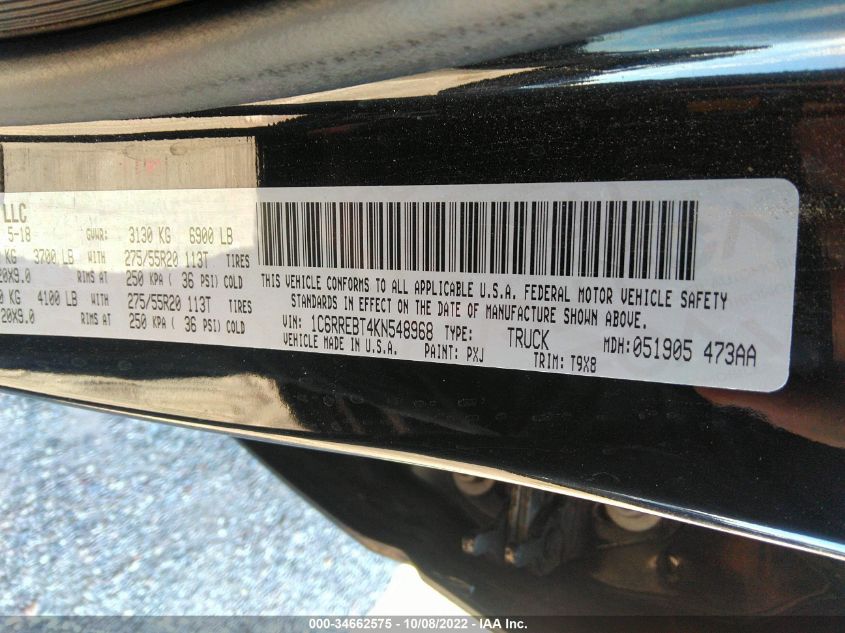 LLC
5-18 GVWR: 3130 KG 6900 LB
KG 3700 LB WITH 275/55R20 113T TIRES
20X9.0 RIMS AT 250 KPA ( 36 PSI) COLD
KG 4100 LB WITH 275/55R20 113T TIRES
20X9.0 RIMS AT 250 KPA ( 36 PSI) COLD
THIS VEHICLE CONFORMS TO ALL APPLICABLE U.S.A. FEDERAL MOTOR VEHICLE SAFETY
STANDARDS IN EFFECT ON THE DATE OF MANUFACTURE SHOWN ABOVE.
VIN: 1C6RREBT4KN548968 TYPE: TRUCK MDH:051905 473AA
VEHICLE MADE IN U.S.A. PAINT: PXJ TRIM: T9X8
000-34662575 - 10/08/2022 - IAA Inc.